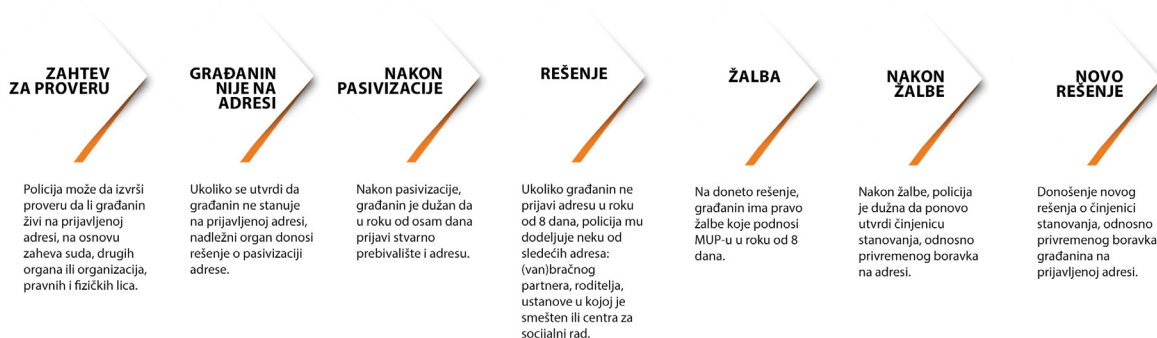 ZAHTEV
ZA PROVERU
Policija može da izvrši
proveru da li građanin
živi na prijavljenoj
adresi, na osnovu
zaheva suda, drugih
organa ili organizacija,
pravnih i fizičkih lica.
GRAĐANIN
NIJE NA
ADRESI
Ukoliko se utvrdi da
građanin ne stanuje
na prijavljenoj adresi,
nadležni organ donosi
rešenje o pasivizaciji
adrese.
NAKON
PASIVIZACIJE
Nakon pasivizacije,
građanin je dužan da
u roku od osam dana
prijavi stvarno
prebivalište i adresu.
REŠENJE
Ukoliko građanin ne
prijavi adresu u roku
od 8 dana, policija mu
dodeljuje neku od
sledećih adresa:
(van)bračnog
partnera, roditelja,
ustanove u kojoj je
smešten ili centra za
socijalni rad.
ŽALBA
Na doneto rešenje,
građanin ima pravo
žalbe koje podnosi
MUP-u u roku od 8
dana.
NAKON
ŽALBE
Nakon žalbe, policija
je dužna da ponovo
utvrdi činjenicu
stanovanja, odnosno
privremenog boravka
na adresi.
NOVO
REŠENJE
Donošenje novog
rešenja o činjenici
stanovanja, odnosno
privremenog boravka
građanina na
prijavljenoj adresi.